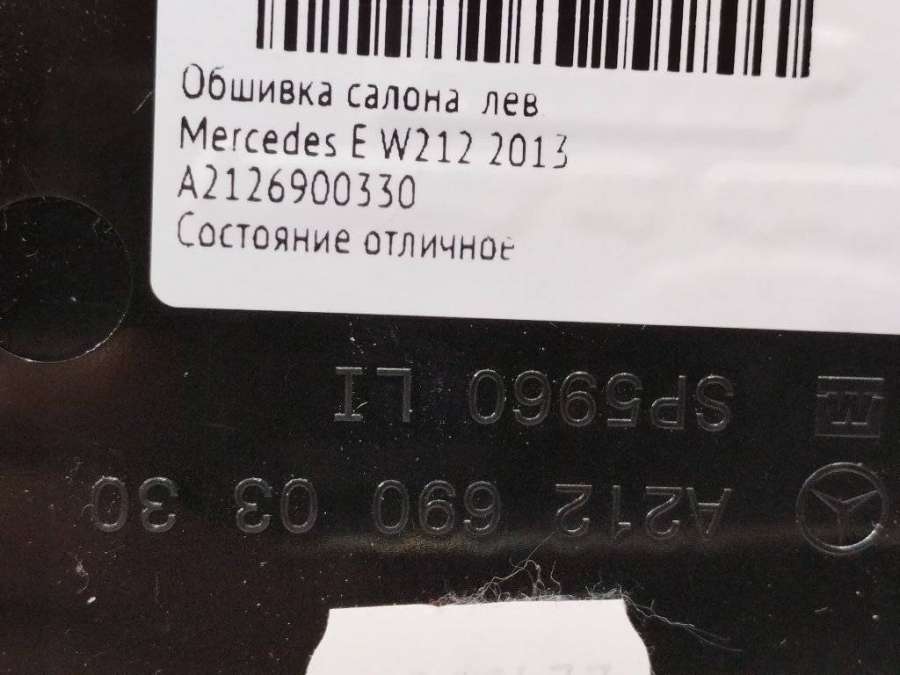 Обшивка салона лев
Mercedes E W212 2013
A2126900330
Состояние отличное
SP5960 LI
A212 690 03 30